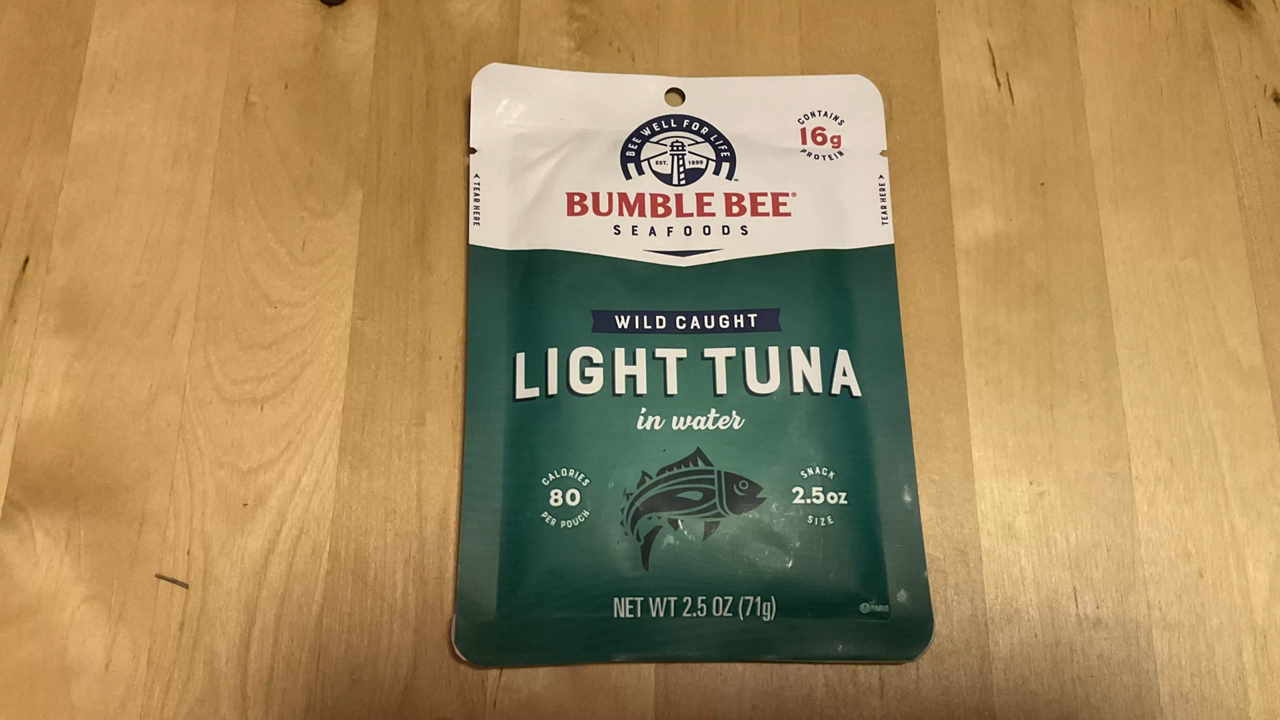 BEE WELL FOR LIFE
EST. 1899
CONTAINS
16g
PROTEIN
<TEAR HERE
TEAR HERE>
BUMBLE BEE®
SEAFOODS
WILD CAUGHT
LIGHT TUNA
in water
CALORIES
80
PER POUCH
SNACK
2.5oz
SIZE
NET WT 2.5 OZ (71g)